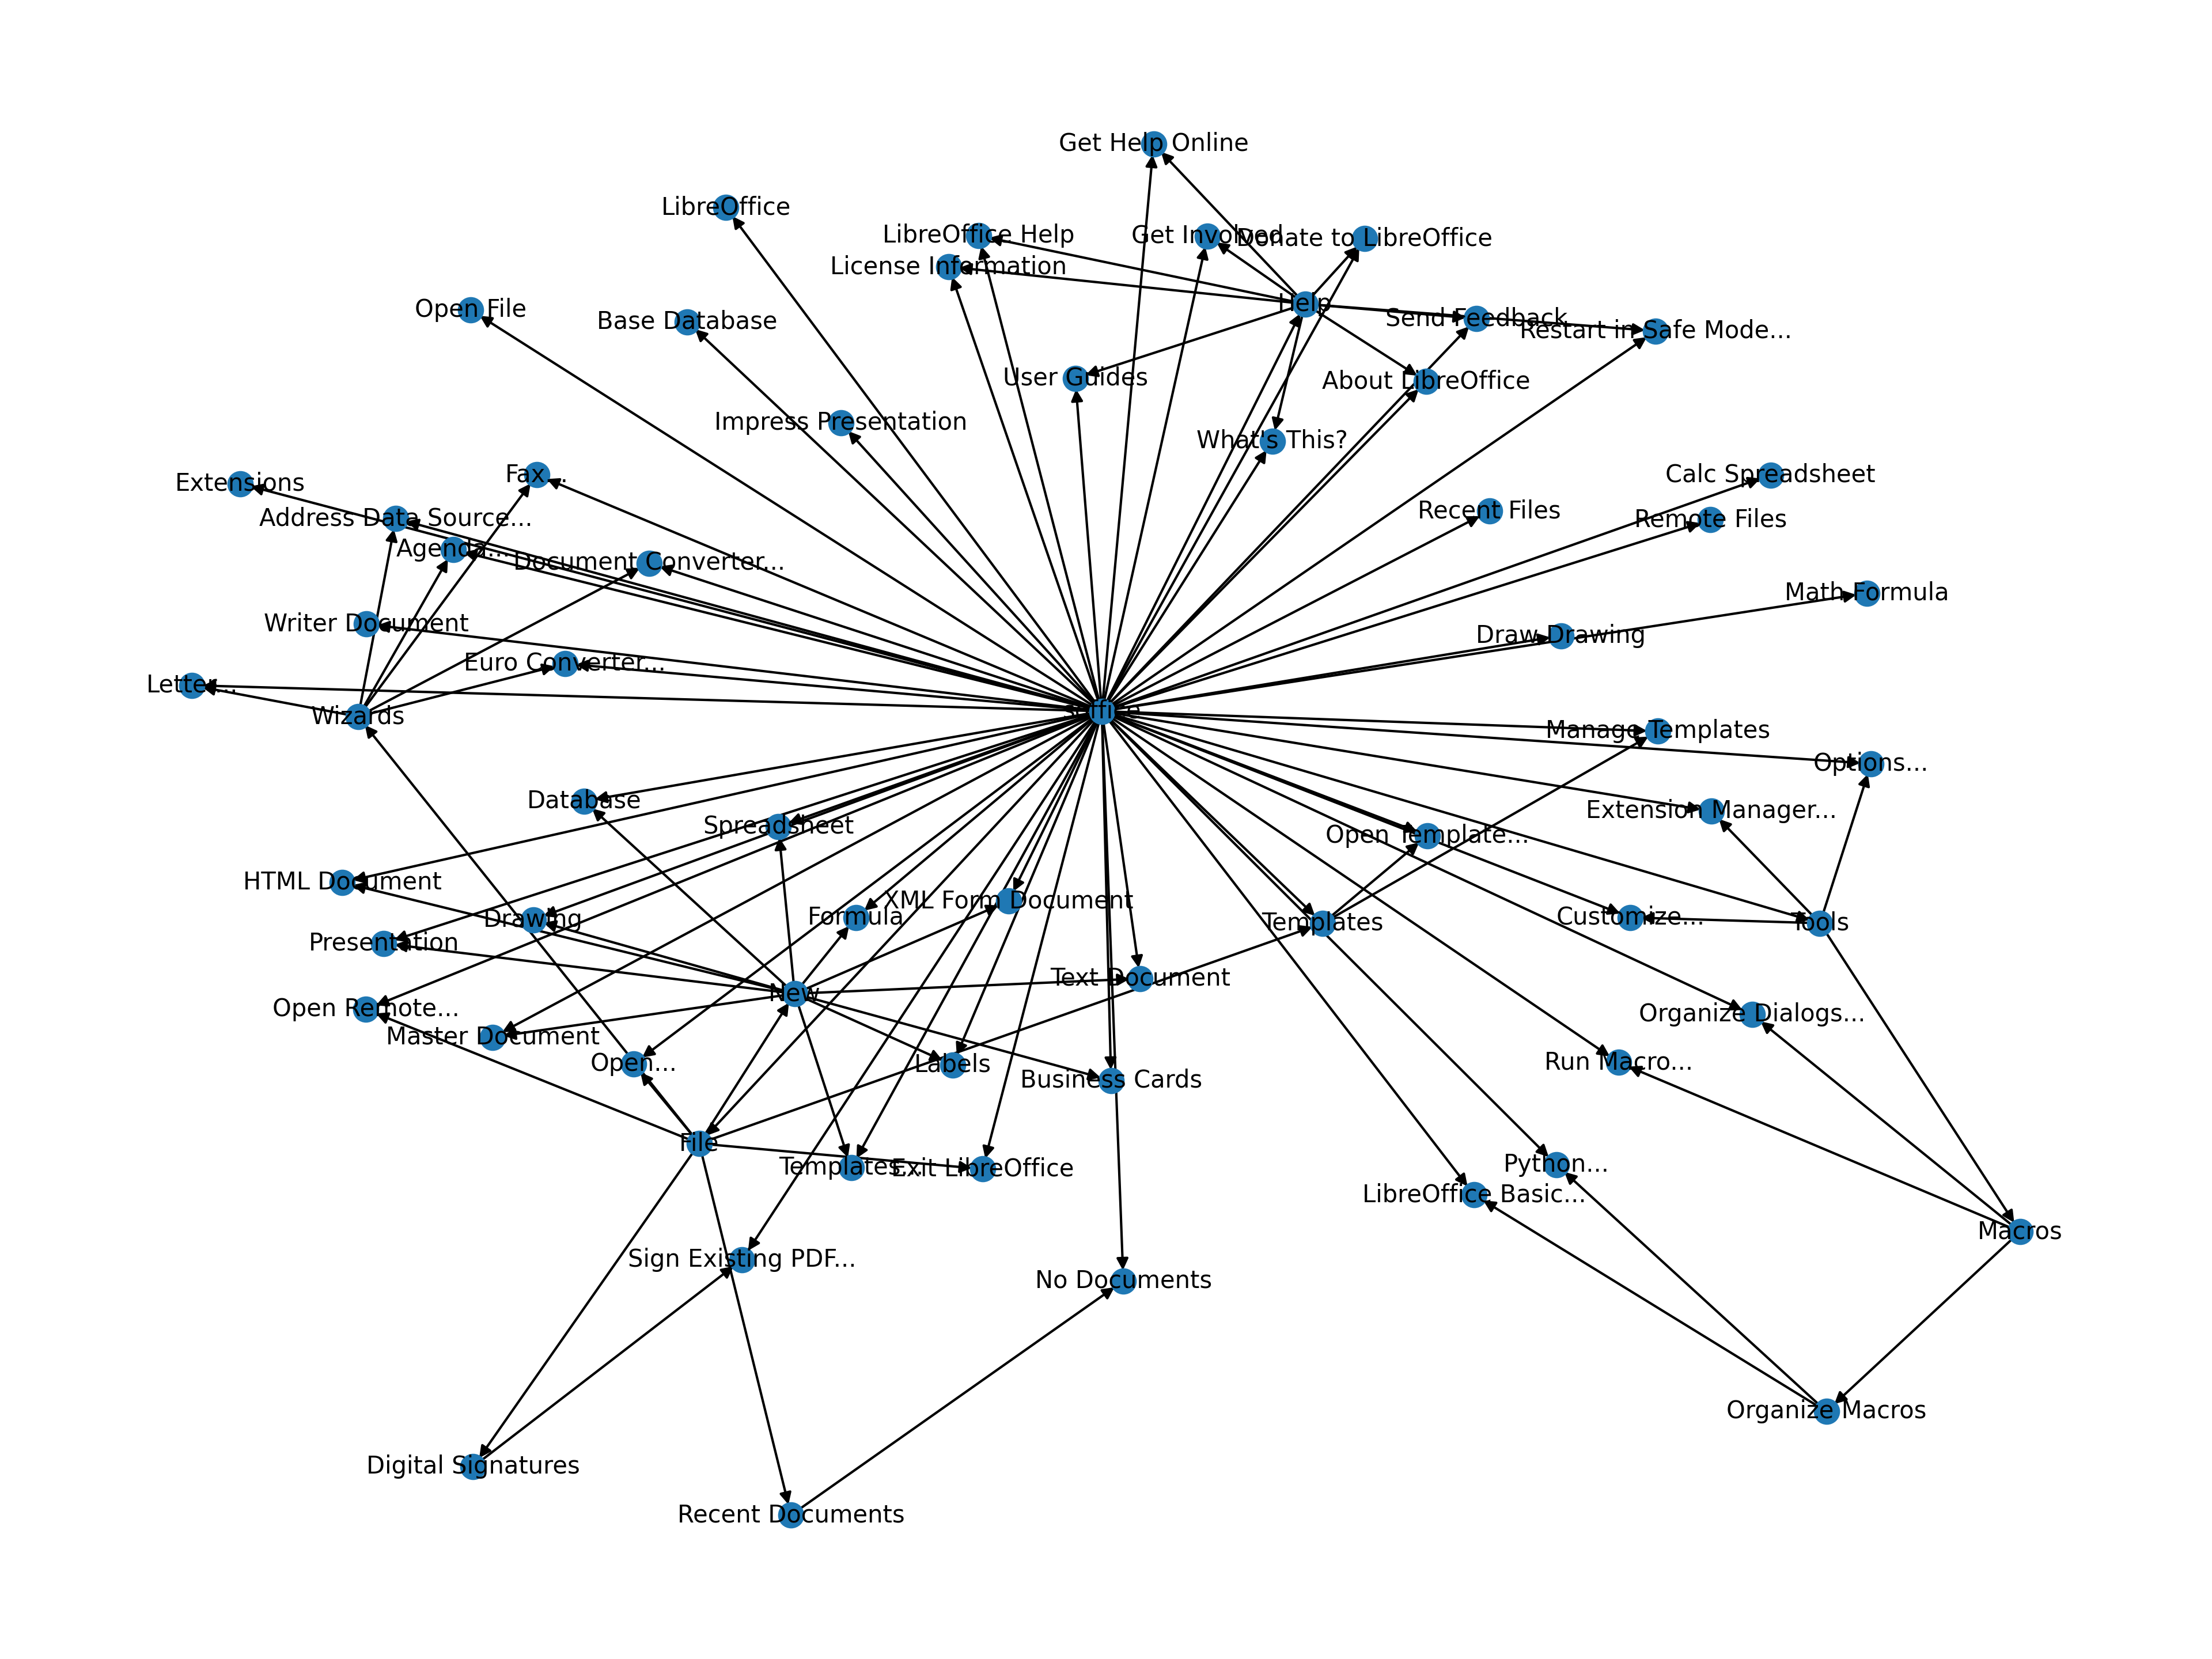 Get Help Online
LibreOffice
LibreOffice Help
Get Involved
Donate to LibreOffice
License Information
Help
Open File
Base Database
Send Feedback
Restart in Safe Mode...
User Guides
About LibreOffice
Impress Presentation
What's This?
Extensions
Fax...
Calc Spreadsheet
Address Data Source...
Recent Files
Remote Files
Agenda...
Document Converter...
Math Formula
Writer Document
Draw Drawing
Euro Converter...
Letter...
Wizards
soffice
Manage Templates
Options...
Database
Spreadsheet
Extension Manager...
Open Template...
HTML Document
Drawing
Formula
XML Form Document
Templates
Customize...
Tools
Presentation
Text Document
New
Open Remote...
Master Document
Organize Dialogs...
Open...
Labels
Business Cards
Run Macro...
File
Templates...
Exit LibreOffice
Python...
LibreOffice Basic...
Macros
Sign Existing PDF...
No Documents
Organize Macros
Digital Signatures
Recent Documents